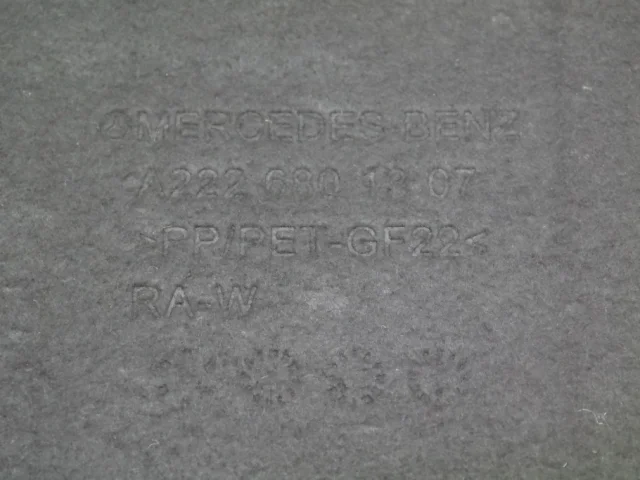 MERCEDES-BENZ
A222 680 13 07
>PP/PET-GF22<
RA-W